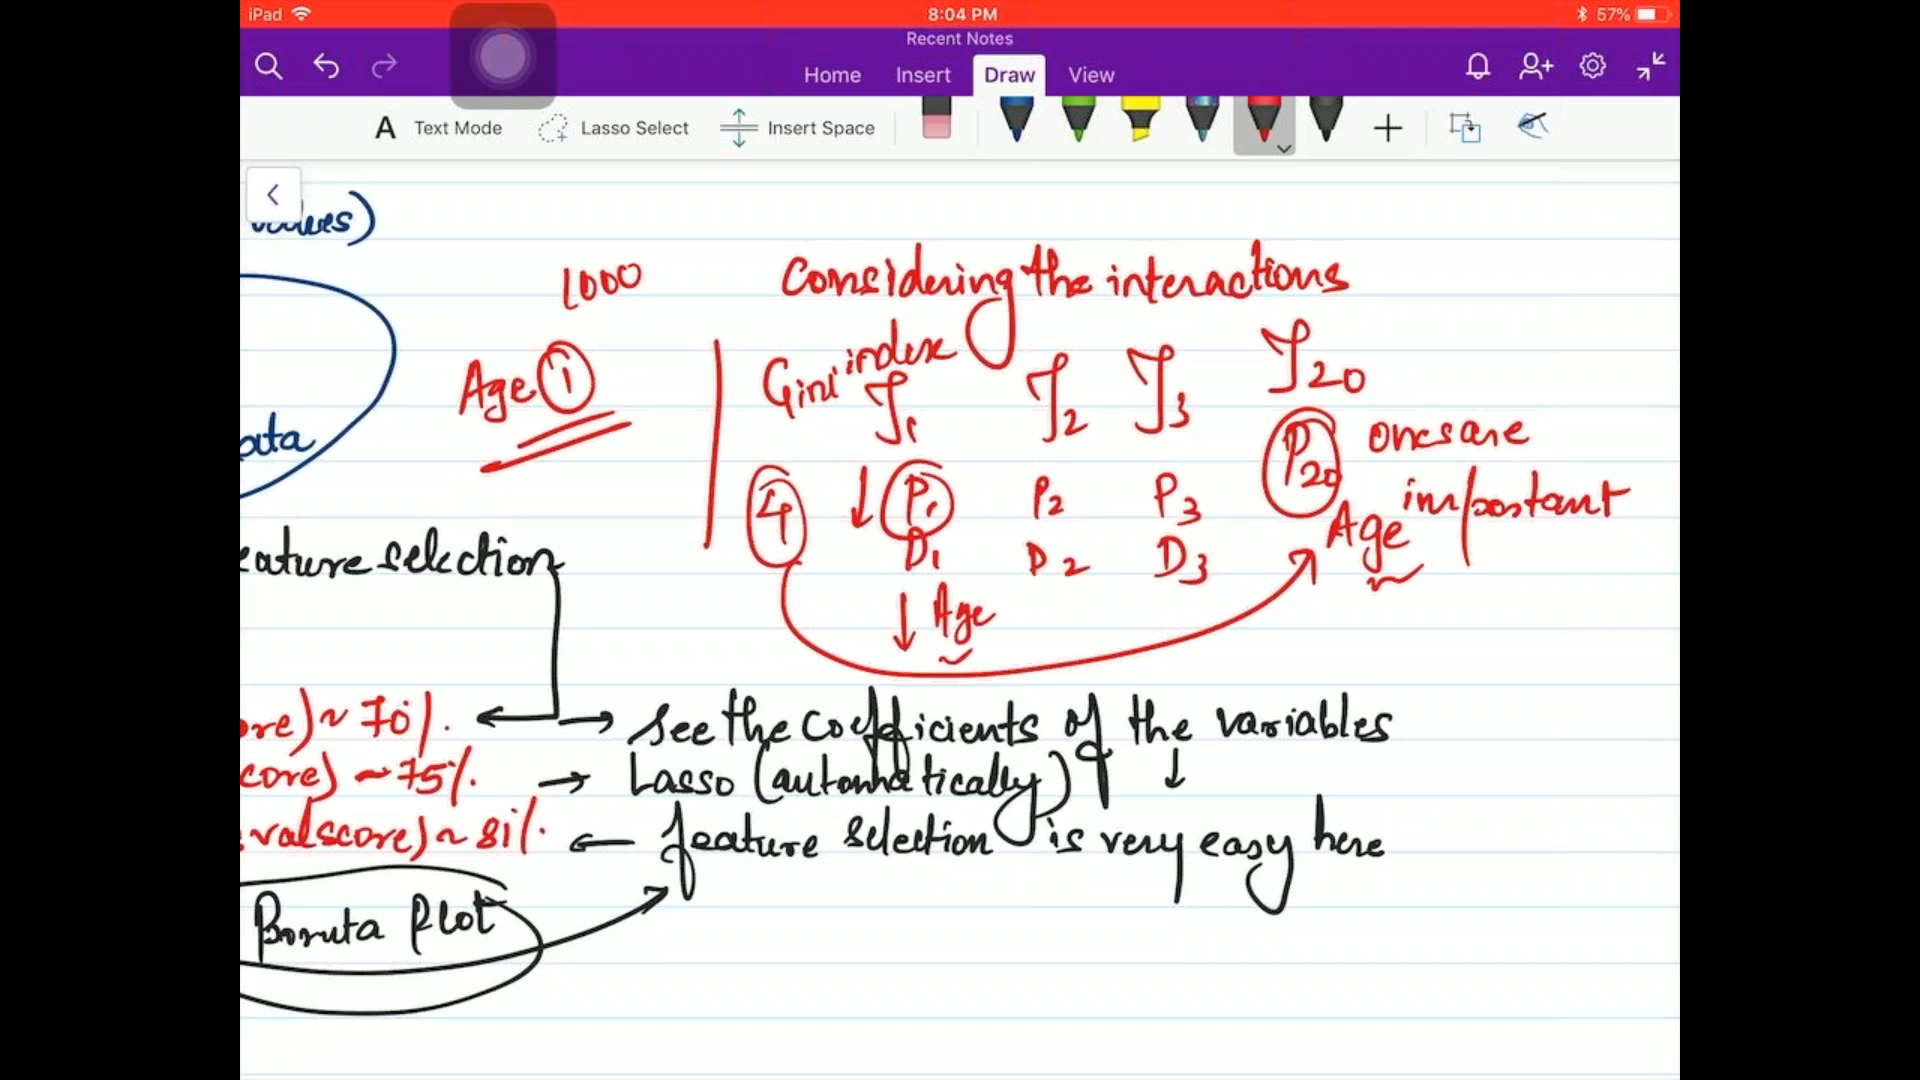 iPad 8:04 PM 57%
Recent Notes
Home Insert Draw View
A Text Mode Lasso Select Insert Space
values)
1000 Considering the interactions
Age 1 Gini index T1 T2 T3 T20
ata
4 P1 P2 P3 P20 ones are
important
D1 D2 D3 Age
eature selection
Age
ore) ~ 70%. see the coefficients of the variables
core) ~ 75%. Lasso (automatically)
valscore) ~ 81%. feature selection is very easy here
Boruta Plot